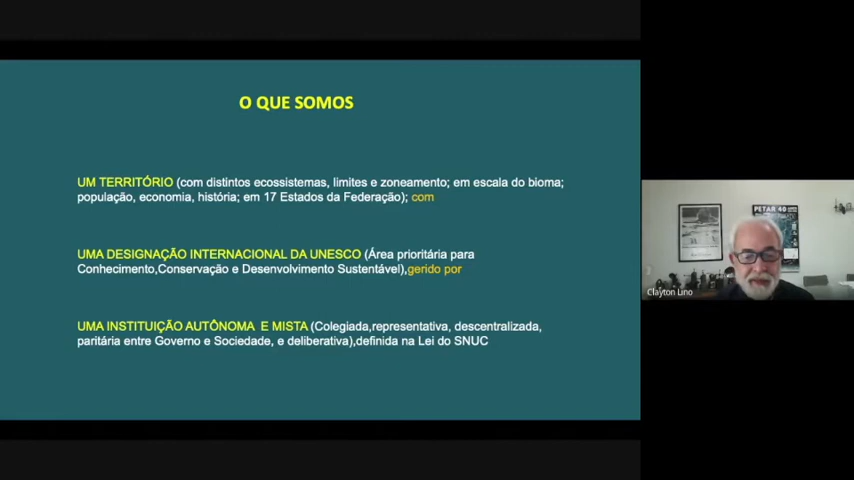 O QUE SOMOS
UM TERRITÓRIO (com distintos ecossistemas, limites e zoneamento; em escala do bioma;
população, economia, história; em 17 Estados da Federação); com
UMA DESIGNAÇÃO INTERNACIONAL DA UNESCO (Área prioritária para
Conhecimento,Conservação e Desenvolvimento Sustentável),gerido por
UMA INSTITUIÇÃO AUTÔNOMA E MISTA (Colegiada,representativa, descentralizada,
paritária entre Governo e Sociedade, e deliberativa),definida na Lei do SNUC
PETAR 40
Clayton Lino